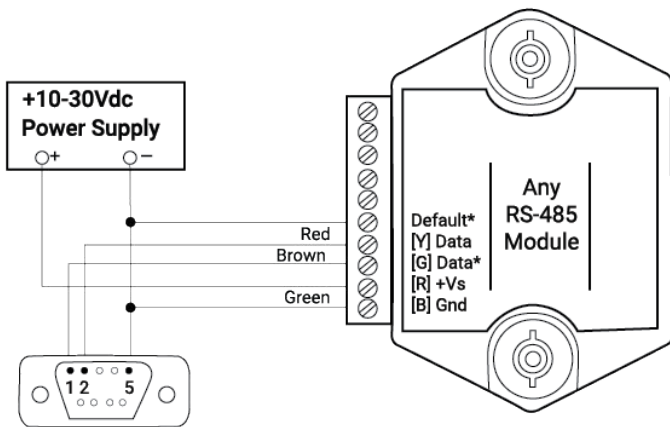 +10-30Vdc
Power Supply
+ −
Red
Brown
Green
1 2 5
Default*
[Y] Data
[G] Data*
[R] +Vs
[B] Gnd
Any
RS-485
Module